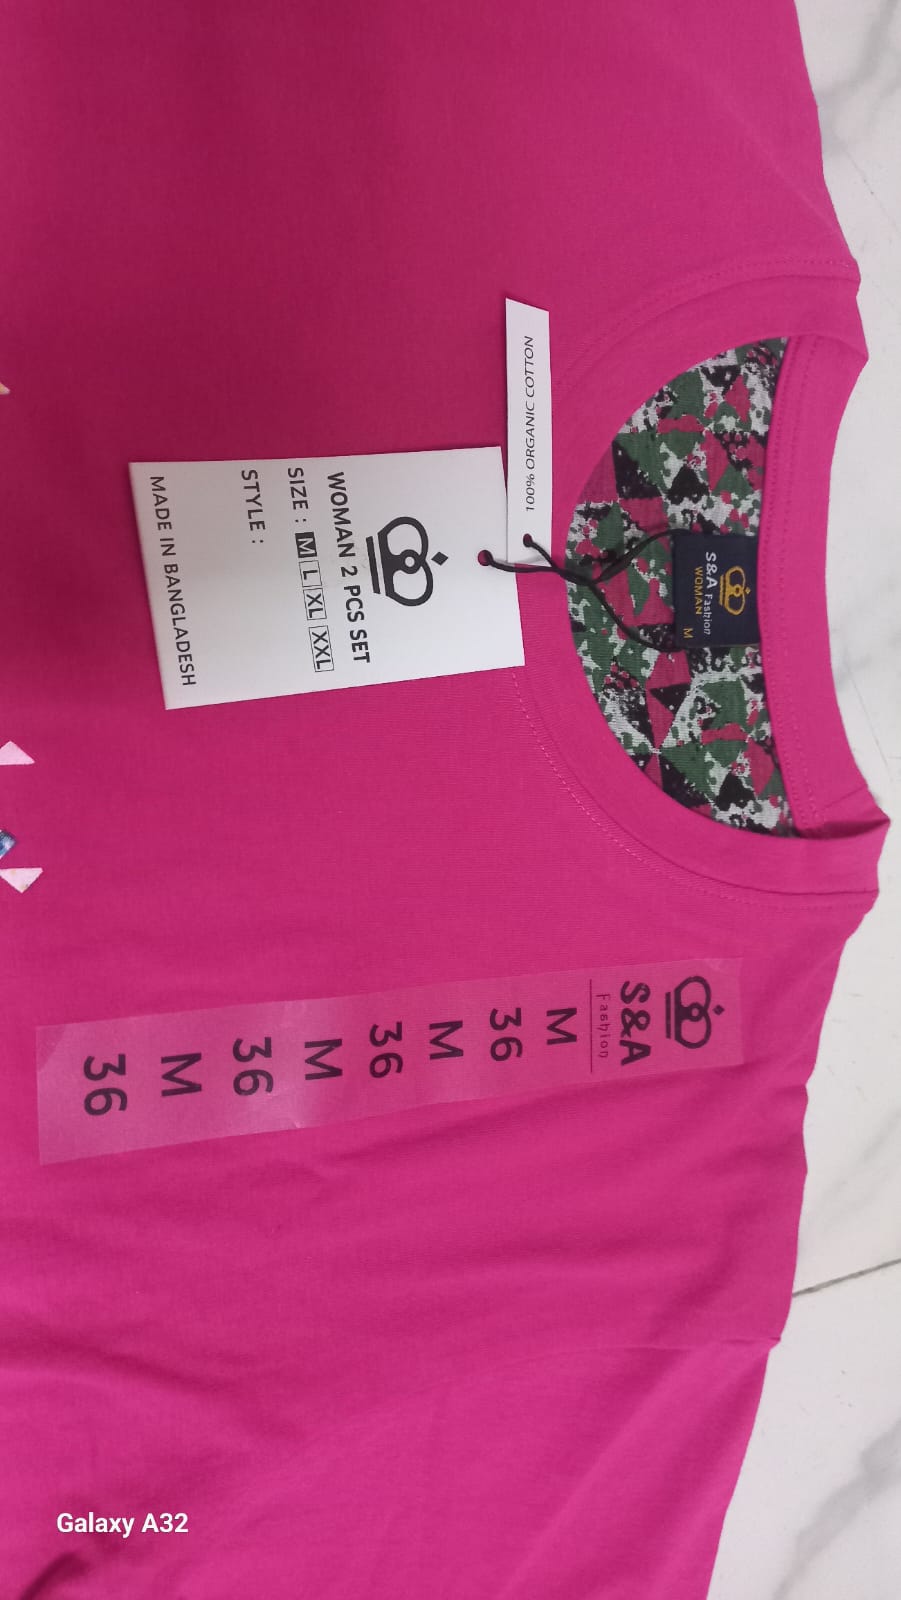 100% ORGANIC COTTON
WOMAN 2 PCS SET
SIZE : M L XL XXL
STYLE :
MADE IN BANGLADESH
S&A Fashion
WOMAN
M
S&A
Fashion
M
36
M
36
M
36
M
36
Galaxy A32